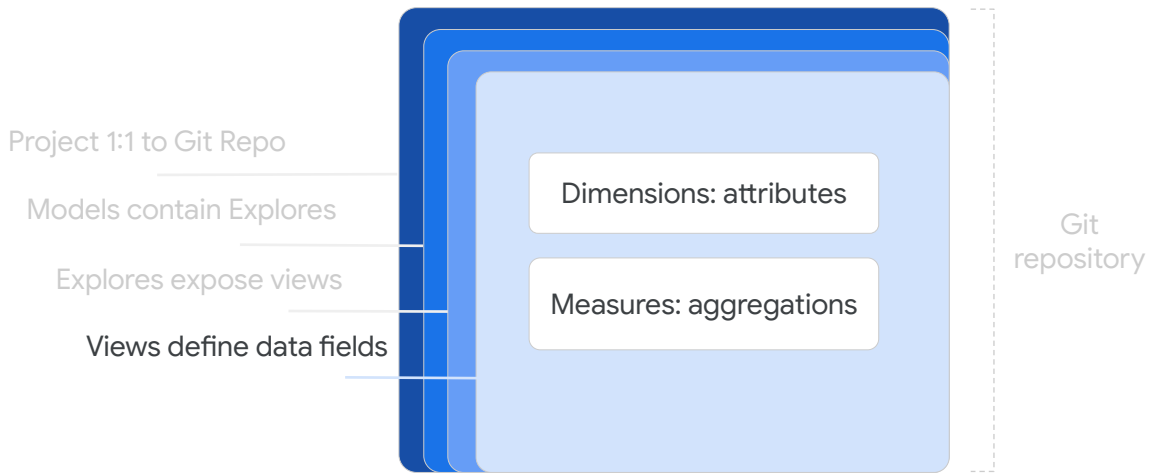 Project 1:1 to Git Repo
Models contain Explores
Explores expose views
Views define data fields
Dimensions: attributes
Measures: aggregations
Git
repository